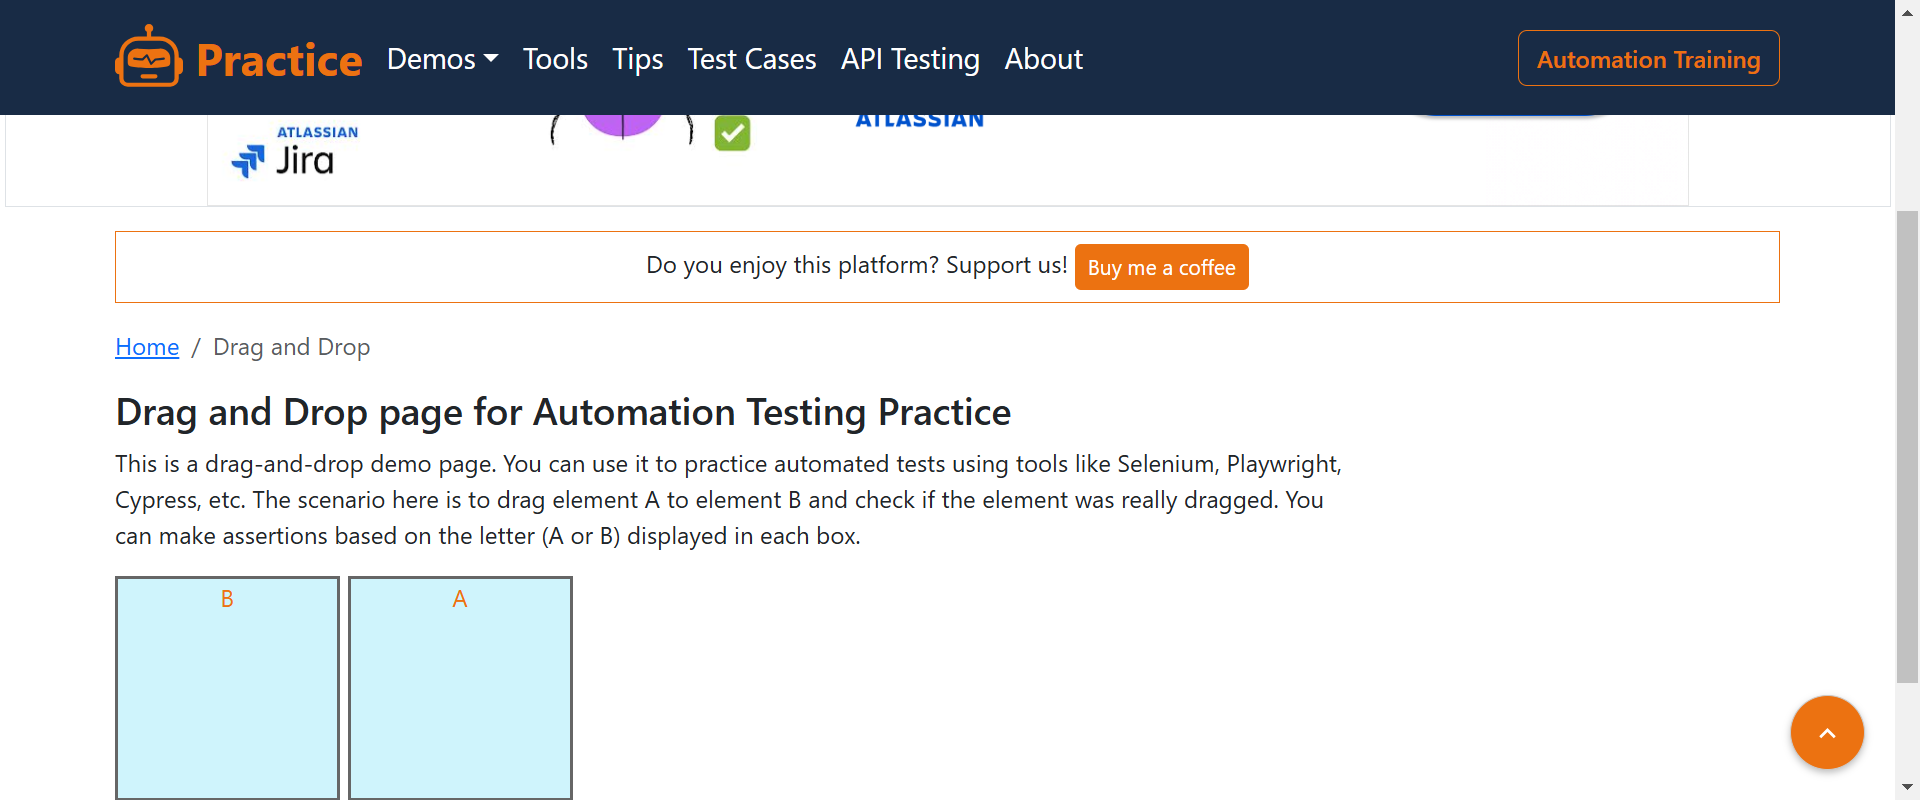 Practice Demos Tools Tips Test Cases API Testing About Automation Training
ATLASSIAN
Jira
ATLASSIAN
Do you enjoy this platform? Support us! Buy me a coffee
Home / Drag and Drop
Drag and Drop page for Automation Testing Practice
This is a drag-and-drop demo page. You can use it to practice automated tests using tools like Selenium, Playwright,
Cypress, etc. The scenario here is to drag element A to element B and check if the element was really dragged. You
can make assertions based on the letter (A or B) displayed in each box.
B A